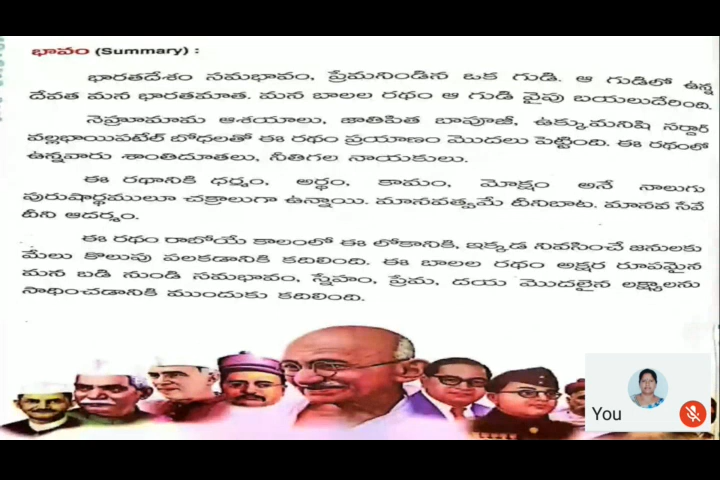 భావం (Summary) :
భారతదేశం సమభావం, ప్రేమనిండిన ఒక గుడి. ఆ గుడిలో ఉన్న
దేవత మన భారతమాత. మన బాలల రథం ఆ గుడి వైపు బయలుదేరింది.
నెహ్రూమామ ఆశయాలు, జాతిపిత బాపూజీ, ఉక్కుమనిషి సర్దార్
వల్లభాయిపటేల్ బోధలతో ఈ రథం ప్రయాణం మొదలు పెట్టింది. ఈ రథంలో
ఉన్నవారు శాంతిదూతలు, నీతిగల నాయకులు.
ఈ రథానికి ధర్మం, అర్థం, కామం, మోక్షం అనే నాలుగు
పురుషార్థములూ చక్రాలుగా ఉన్నాయి. మానవత్వమే దీనిబాట. మానవ సేవే
దీని ఆదర్శం.
ఈ రథం రాబోయే కాలంలో ఈ లోకానికి, ఇక్కడ నివసించే జనులకు
మేలు కొలుపు పలకడానికి కదిలింది. ఈ బాలల రథం అక్షర రూపమైన
మన బడి నుండి సమభావం, స్నేహం, ప్రేమ, దయ మొదలైన లక్ష్యాలను
సాధించడానికి ముందుకు కదిలింది.
You